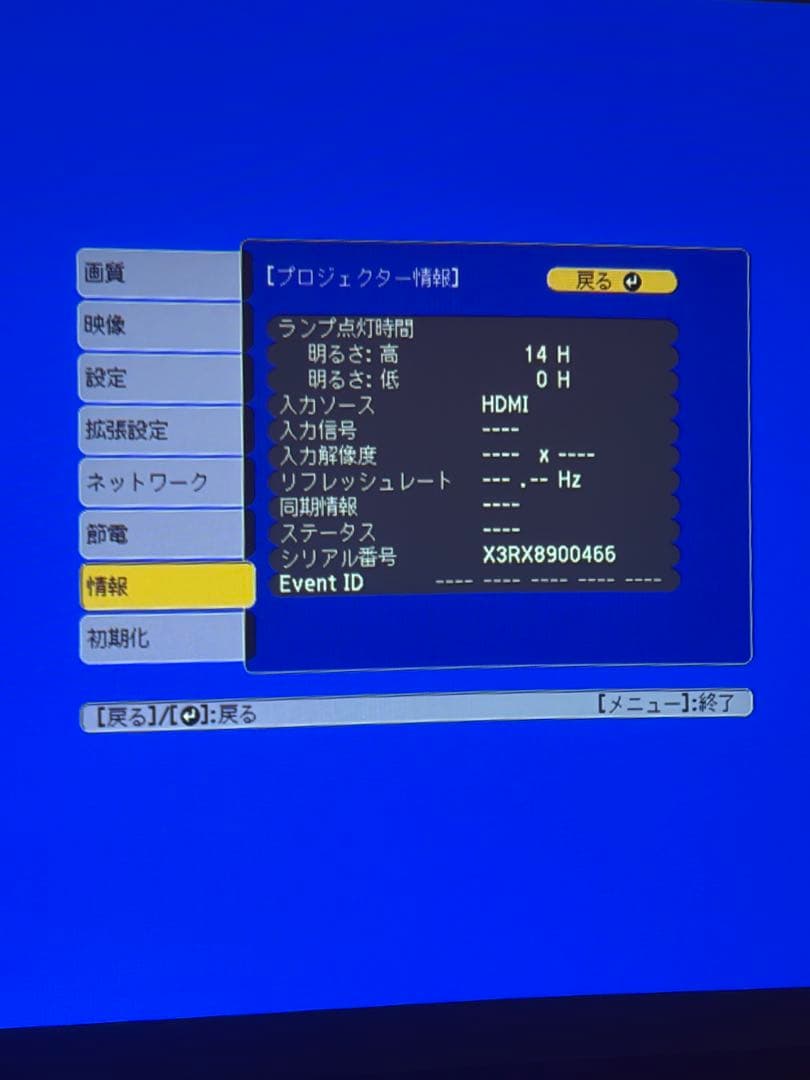 画質
映像
設定
拡張設定
ネットワーク
節電
情報
初期化
[プロジェクター情報]
戻る
ランプ点灯時間
明るさ: 高 14 H
明るさ: 低 0 H
入力ソース HDMI
入力信号 ----
入力解像度 ---- x ----
リフレッシュレート --- .-- Hz
同期情報 ----
ステータス ----
シリアル番号 X3RX8900466
Event ID ---- ---- ---- ---- ----
[戻る]/[⏎]:戻る
[メニュー]:終了